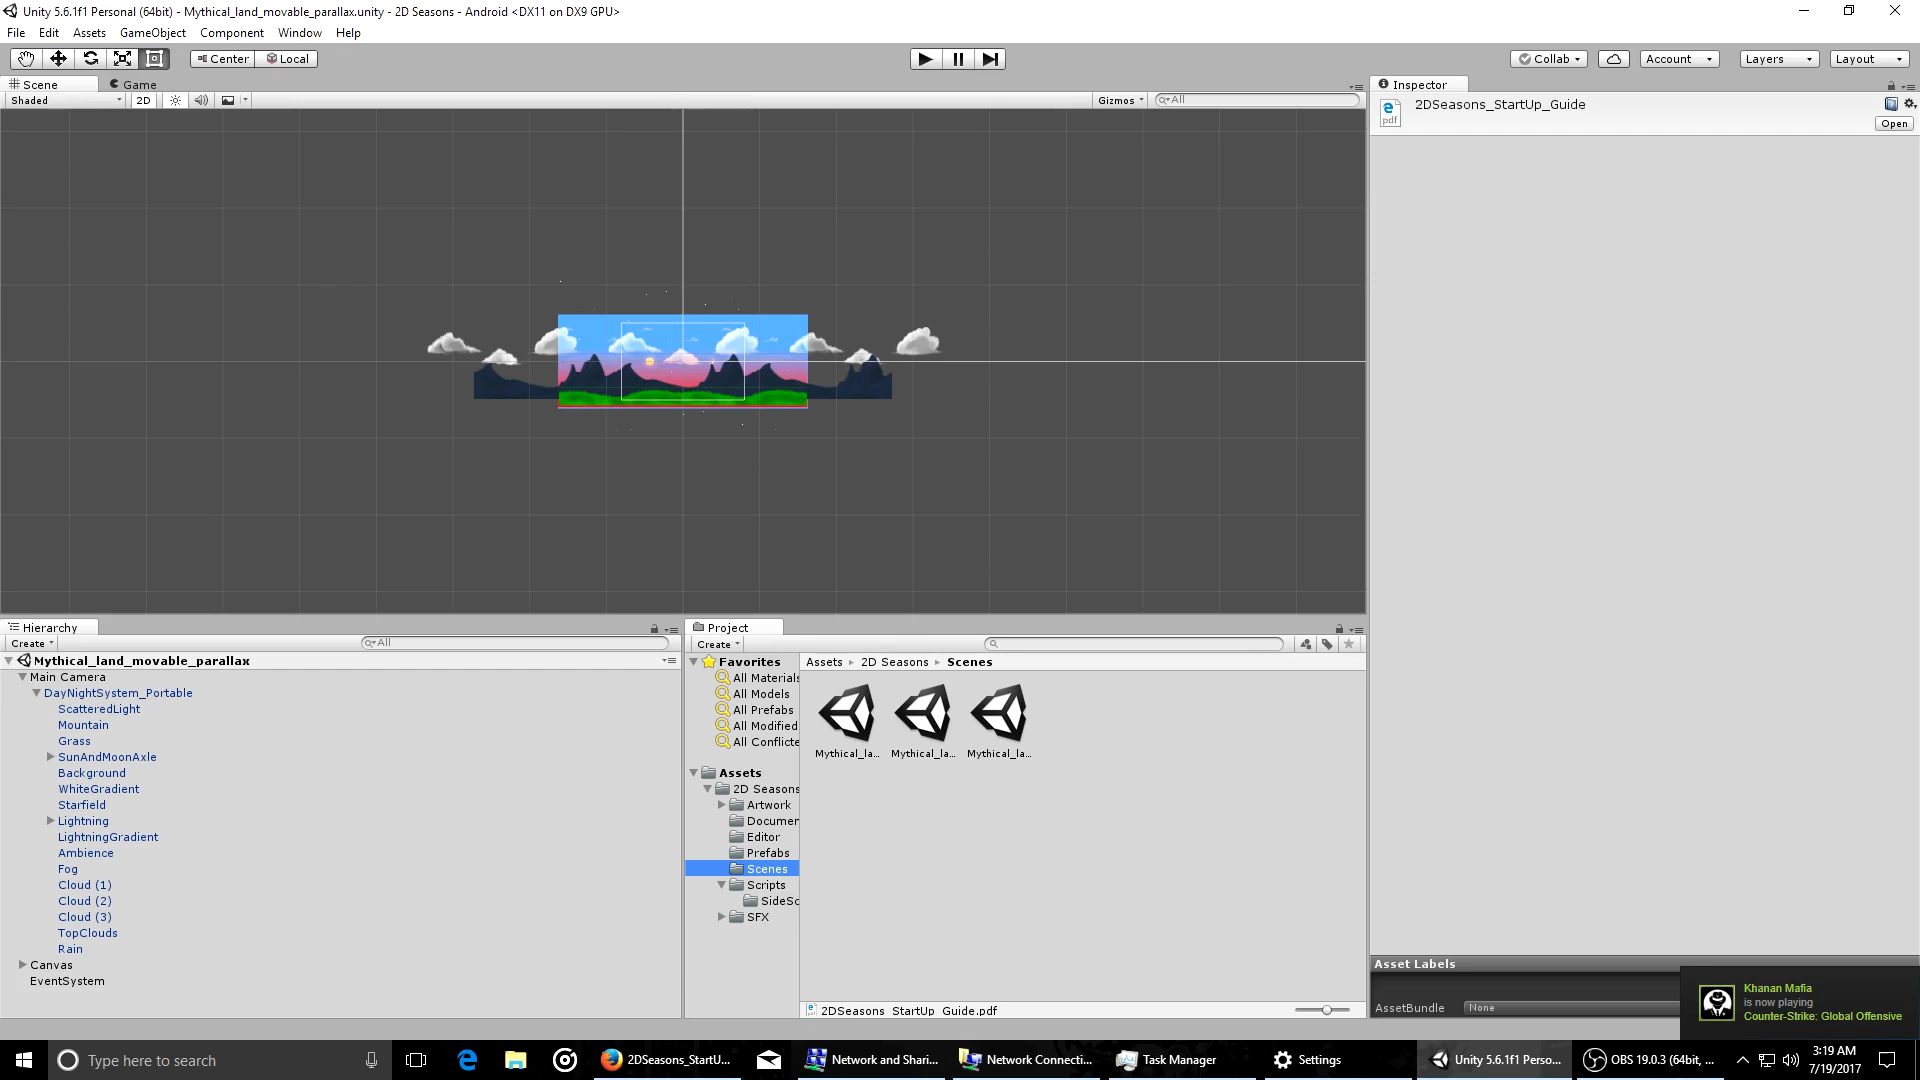 Unity 5.6.1f1 Personal (64bit) - Mythical_land_movable_parallax.unity - 2D Seasons - Android <DX11 on DX9 GPU>
File Edit Assets GameObject Component Window Help
Center Local Collab Account Layers Layout
Scene Game
Shaded 2D Gizmos All
Inspector
2DSeasons_StartUp_Guide
pdf
Open
Hierarchy
Create All
Mythical_land_movable_parallax
Main Camera
DayNightSystem_Portable
ScatteredLight
Mountain
Grass
SunAndMoonAxle
Background
WhiteGradient
Starfield
Lightning
LightningGradient
Ambience
Fog
Cloud (1)
Cloud (2)
Cloud (3)
TopClouds
Rain
Canvas
EventSystem
Project
Create
Favorites
All Materials
All Models
All Prefabs
All Modified
All Conflicte
Assets
2D Seasons
Artwork
Documen
Editor
Prefabs
Scenes
Scripts
SideSc
SFX
Assets 2D Seasons Scenes
Mythical_la... Mythical_la... Mythical_la...
2DSeasons_StartUp_Guide.pdf
Asset Labels
AssetBundle None
Khanan Mafia
is now playing
Counter-Strike: Global Offensive
Type here to search
2DSeasons_StartU...
Network and Shari...
Network Connecti...
Task Manager
Settings
Unity 5.6.1f1 Perso...
OBS 19.0.3 (64bit, ...
3:19 AM
7/19/2017